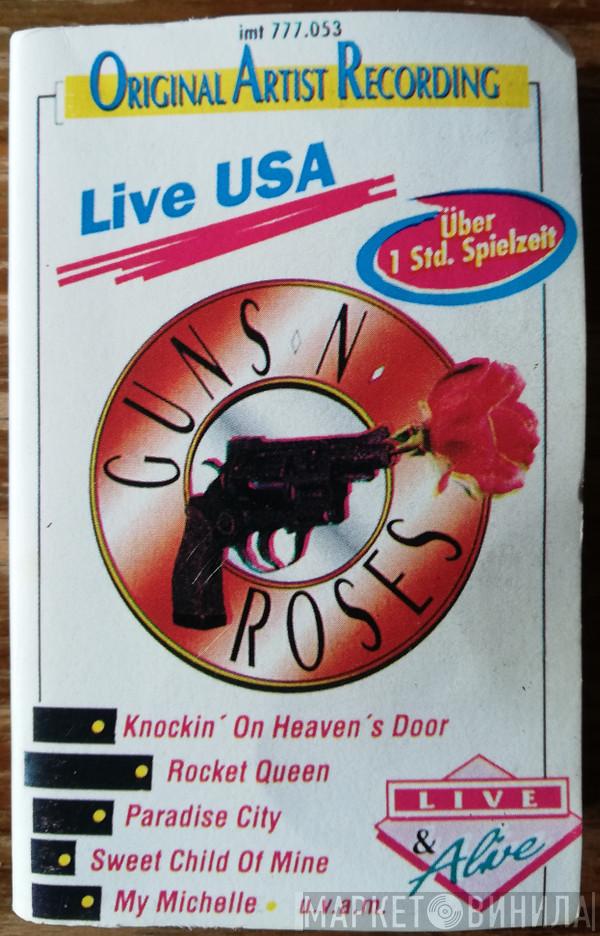 imt 777.053
ORIGINAL ARTIST RECORDING
Live USA
Über
1 Std. Spielzeit
GUNS N
ROSES
Knockin´ On Heaven´s Door
Rocket Queen
Paradise City
Sweet Child Of Mine
My Michelle • u.v.a.m.
LIVE
& Alive
МАРКЕТ ВИНИЛА